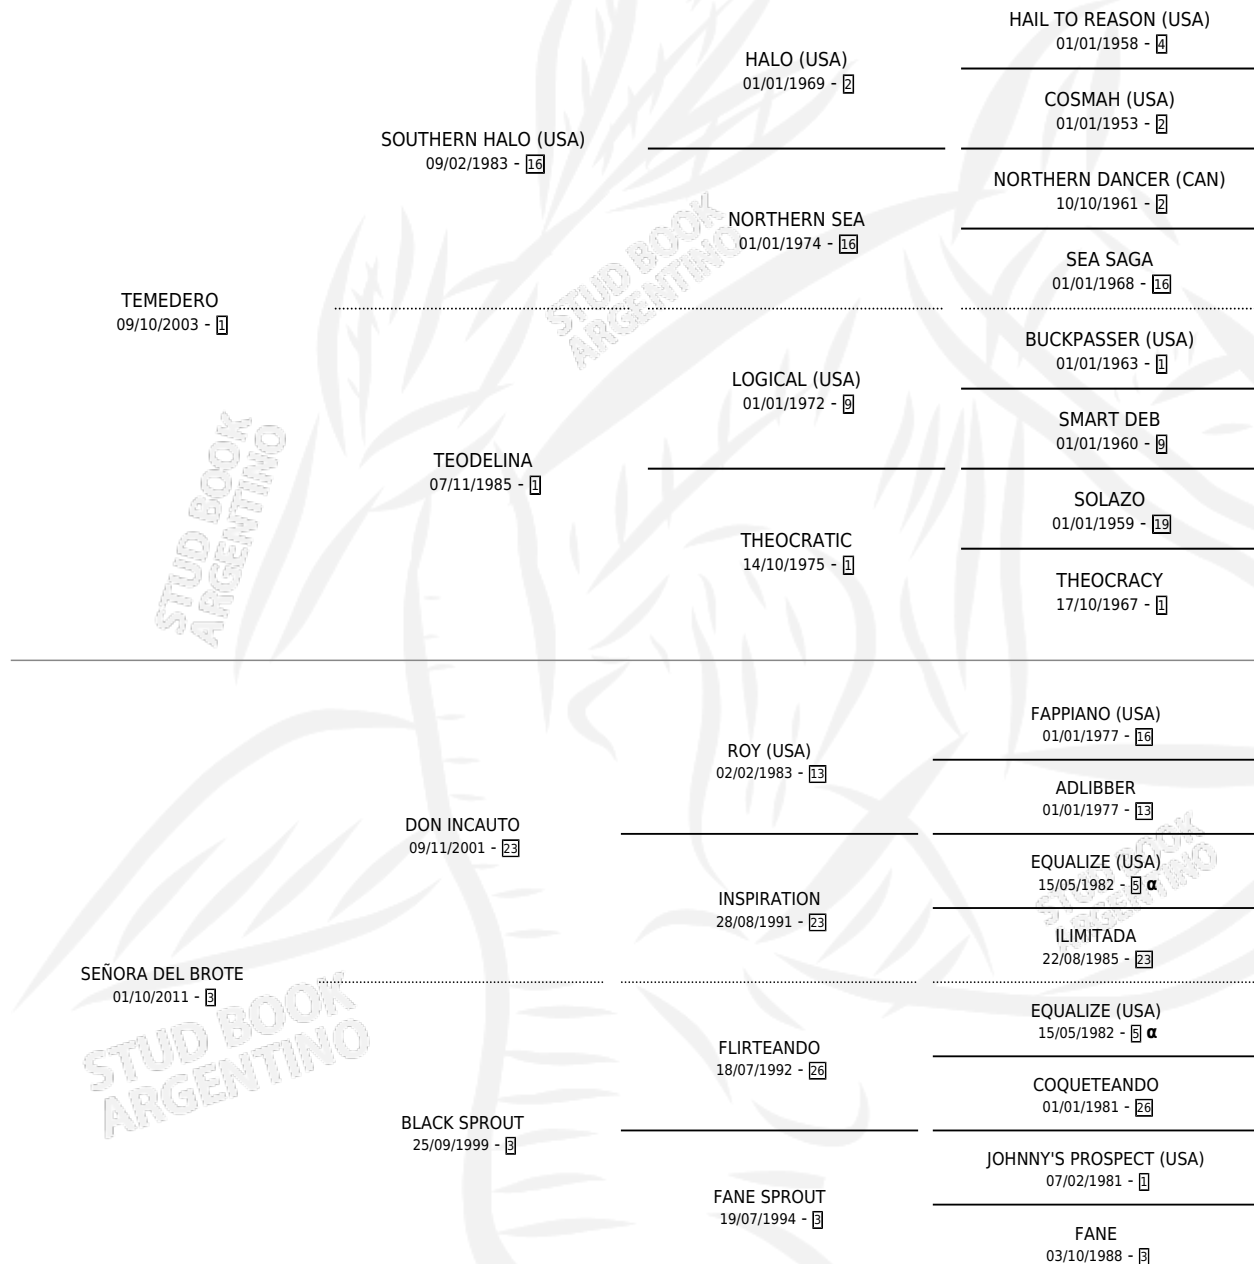 HAIL TO REASON (USA)
01/01/1958 - 4
HALO (USA)
01/01/1969 - 2
COSMAH (USA)
01/01/1953 - 2
SOUTHERN HALO (USA)
09/02/1983 - 16
NORTHERN DANCER (CAN)
10/10/1961 - 2
NORTHERN SEA
01/01/1974 - 16
SEA SAGA
01/01/1968 - 16
TEMEDERO
09/10/2003 - 1
BUCKPASSER (USA)
01/01/1963 - 1
LOGICAL (USA)
01/01/1972 - 9
SMART DEB
01/01/1960 - 9
TEODELINA
07/11/1985 - 1
SOLAZO
01/01/1959 - 19
THEOCRATIC
14/10/1975 - 1
THEOCRACY
17/10/1967 - 1
FAPPIANO (USA)
01/01/1977 - 16
ROY (USA)
02/02/1983 - 13
ADLIBBER
01/01/1977 - 13
DON INCAUTO
09/11/2001 - 23
EQUALIZE (USA)
15/05/1982 - 5 α
INSPIRATION
28/08/1991 - 23
ILIMITADA
22/08/1985 - 23
SEÑORA DEL BROTE
01/10/2011 - 3
EQUALIZE (USA)
15/05/1982 - 5 α
FLIRTEANDO
18/07/1992 - 26
COQUETEANDO
01/01/1981 - 26
BLACK SPROUT
25/09/1999 - 3
JOHNNY'S PROSPECT (USA)
07/02/1981 - 1
FANE SPROUT
19/07/1994 - 3
FANE
03/10/1988 - 3
STUD BOOK
ARGENTINO
STUD BOOK
ARGENTINO
STUD BOOK
ARGENTINO
STUD BOOK
ARGENTINO